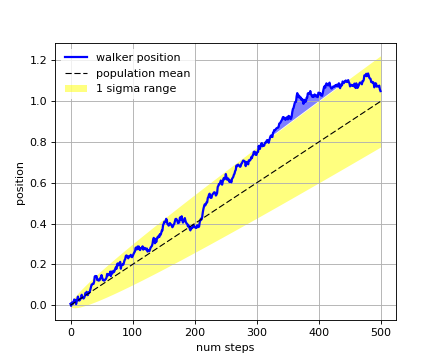 walker position
population mean
1 sigma range
1.2
1.0
0.8
0.6
0.4
0.2
0.0
position
0 100 200 300 400 500
num steps